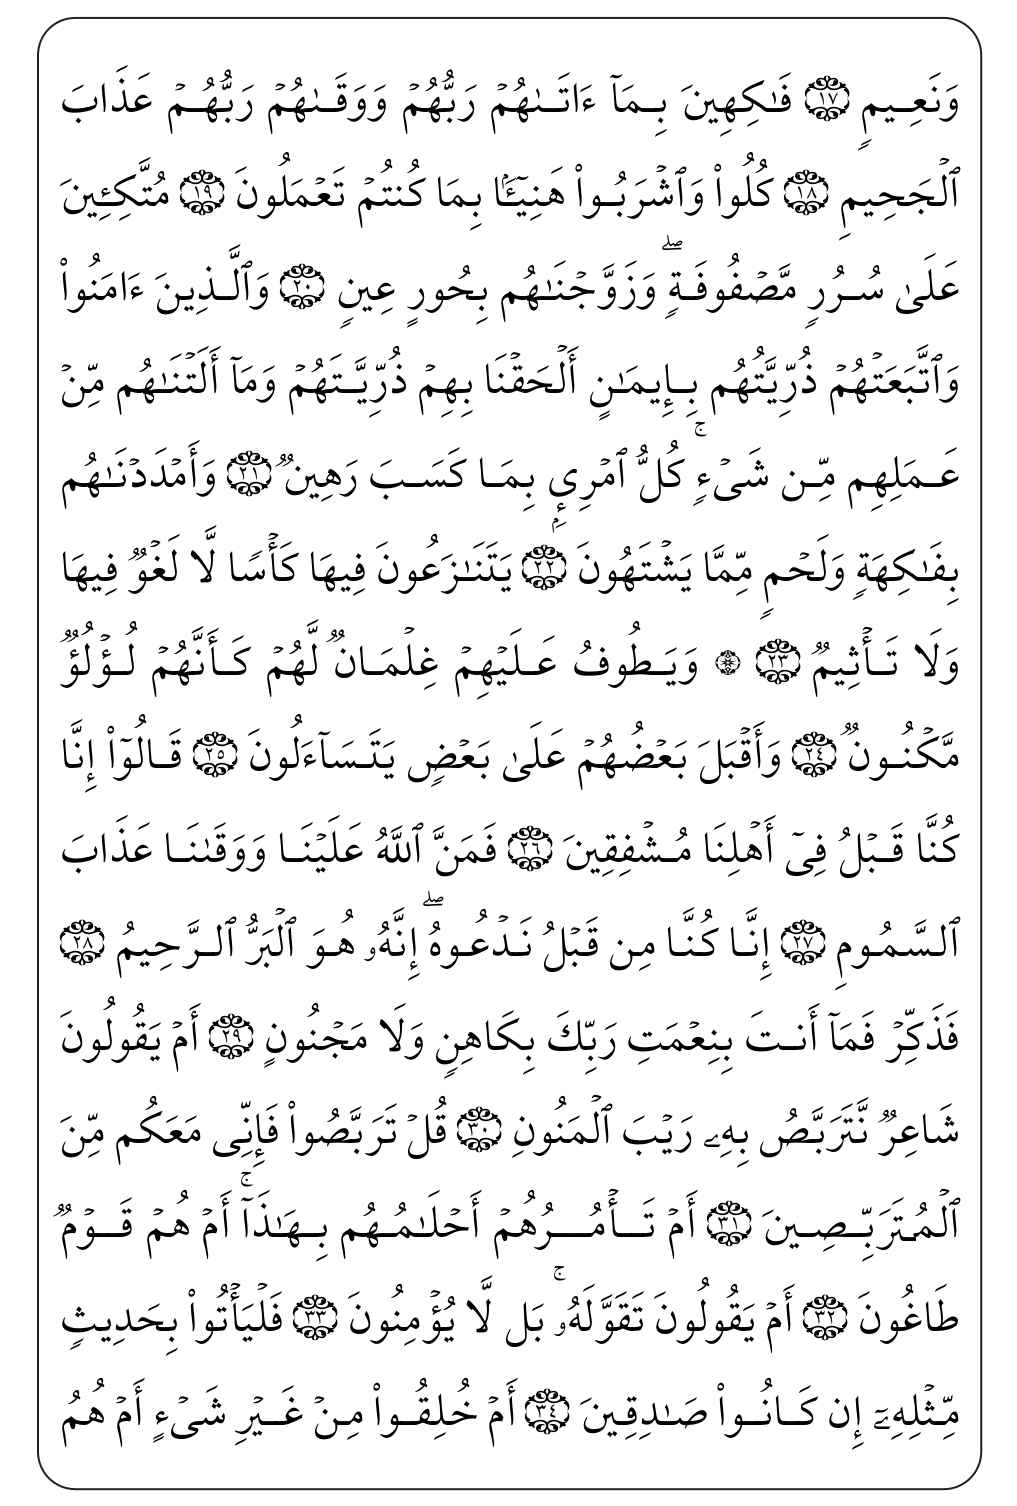 وَنَعِيمٍ ١٧ فَـٰكِهِينَ بِمَآ ءَاتَىٰهُمْ رَبُّهُمْ وَوَقَىٰهُمْ رَبُّهُمْ عَذَابَ
ٱلْجَحِيمِ ١٨ كُلُوا۟ وَٱشْرَبُوا۟ هَنِيٓـًٔۢا بِمَا كُنتُمْ تَعْمَلُونَ ١٩ مُتَّكِـِٔينَ
عَلَىٰ سُرُرٍ مَّصْفُوفَةٍ ۖ وَزَوَّجْنَـٰهُم بِحُورٍ عِينٍ ٢٠ وَٱلَّذِينَ ءَامَنُوا۟
وَٱتَّبَعَتْهُمْ ذُرِّيَّتُهُم بِإِيمَـٰنٍ أَلْحَقْنَا بِهِمْ ذُرِّيَّتَهُمْ وَمَآ أَلَتْنَـٰهُم مِّنْ
عَمَلِهِم مِّن شَىْءٍ ۚ كُلُّ ٱمْرِئٍۭ بِمَا كَسَبَ رَهِينٌ ٢١ وَأَمْدَدْنَـٰهُم
بِفَـٰكِهَةٍ وَلَحْمٍ مِّمَّا يَشْتَهُونَ ٢٢ يَتَنَـٰزَعُونَ فِيهَا كَأْسًا لَّا لَغْوٌ فِيهَا
وَلَا تَأْثِيمٌ ٢٣ ۞ وَيَطُوفُ عَلَيْهِمْ غِلْمَانٌ لَّهُمْ كَأَنَّهُمْ لُؤْلُؤٌ
مَّكْنُونٌ ٢٤ وَأَقْبَلَ بَعْضُهُمْ عَلَىٰ بَعْضٍ يَتَسَآءَلُونَ ٢٥ قَالُوٓا۟ إِنَّا
كُنَّا قَبْلُ فِىٓ أَهْلِنَا مُشْفِقِينَ ٢٦ فَمَنَّ ٱللَّهُ عَلَيْنَا وَوَقَىٰنَا عَذَابَ
ٱلسَّمُومِ ٢٧ إِنَّا كُنَّا مِن قَبْلُ نَدْعُوهُ ۖ إِنَّهُۥ هُوَ ٱلْبَرُّ ٱلرَّحِيمُ ٢٨
فَذَكِّرْ فَمَآ أَنتَ بِنِعْمَتِ رَبِّكَ بِكَاهِنٍ وَلَا مَجْنُونٍ ٢٩ أَمْ يَقُولُونَ
شَاعِرٌ نَّتَرَبَّصُ بِهِۦ رَيْبَ ٱلْمَنُونِ ٣٠ قُلْ تَرَبَّصُوا۟ فَإِنِّى مَعَكُم مِّنَ
ٱلْمُتَرَبِّصِينَ ٣١ أَمْ تَأْمُرُهُمْ أَحْلَـٰمُهُم بِهَـٰذَآ ۚ أَمْ هُمْ قَوْمٌ
طَاغُونَ ٣٢ أَمْ يَقُولُونَ تَقَوَّلَهُۥ ۚ بَل لَّا يُؤْمِنُونَ ٣٣ فَلْيَأْتُوا۟ بِحَدِيثٍ
مِّثْلِهِۦٓ إِن كَانُوا۟ صَـٰدِقِينَ ٣٤ أَمْ خُلِقُوا۟ مِنْ غَيْرِ شَىْءٍ أَمْ هُمُ